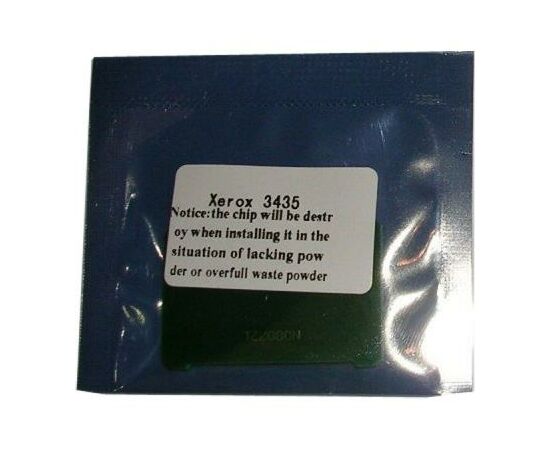 Xerox 3435
Notice:the chip will be destr
oy when installing it in the
situation of lacking pow
der or overfull waste powder